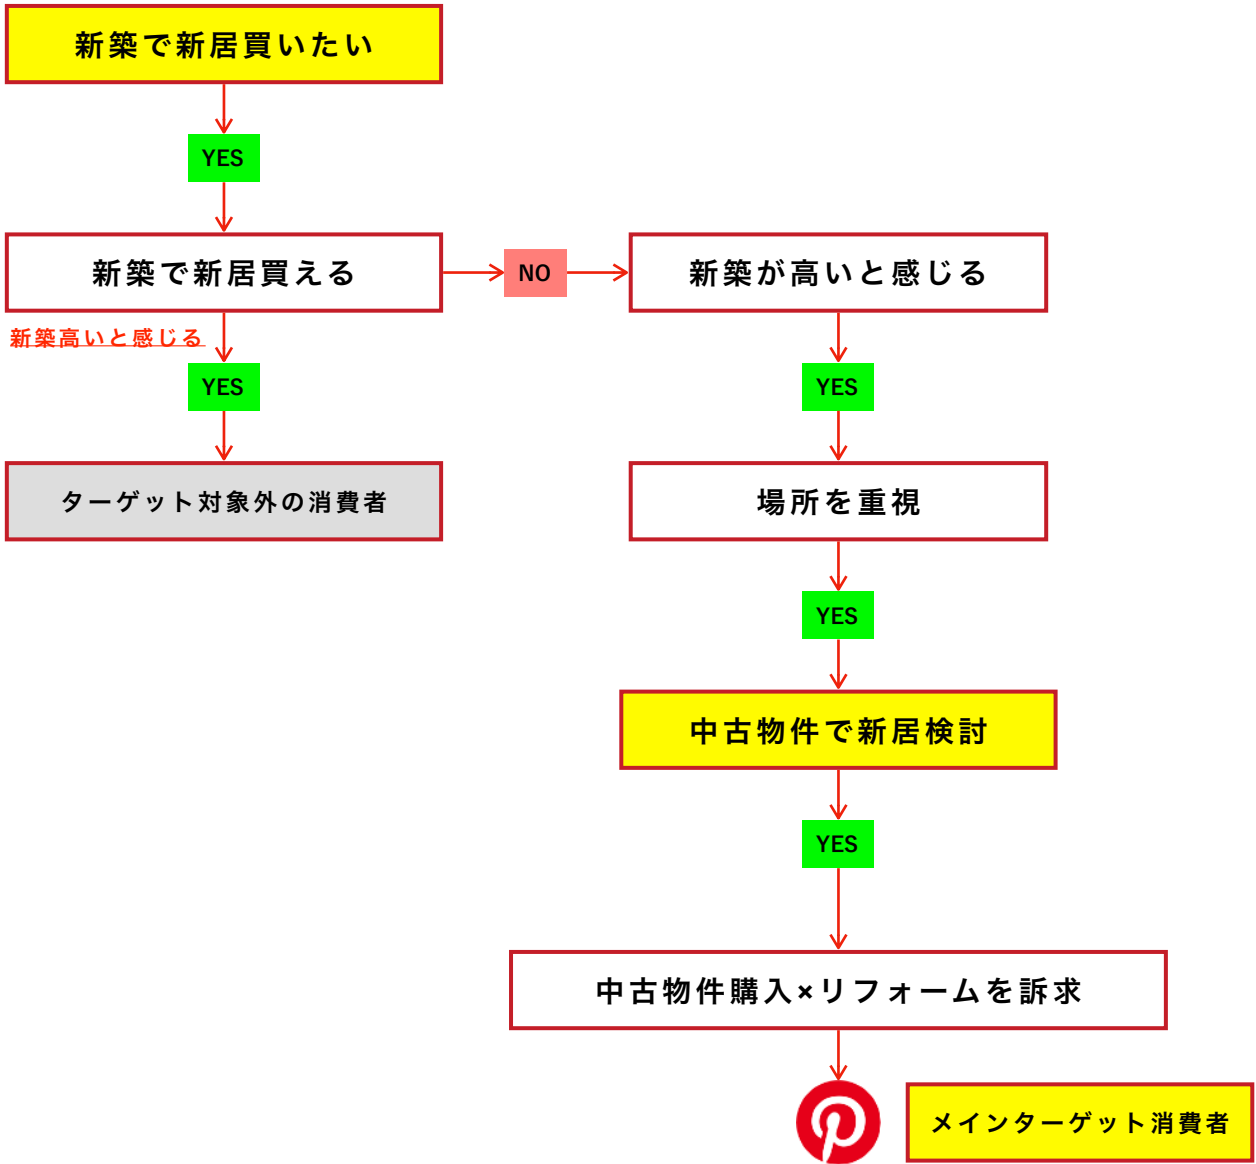 新築で新居買いたい
YES
新築で新居買える
NO
新築が高いと感じる
新築高いと感じる
YES
YES
ターゲット対象外の消費者
場所を重視
YES
中古物件で新居検討
YES
中古物件購入×リフォームを訴求
メインターゲット消費者